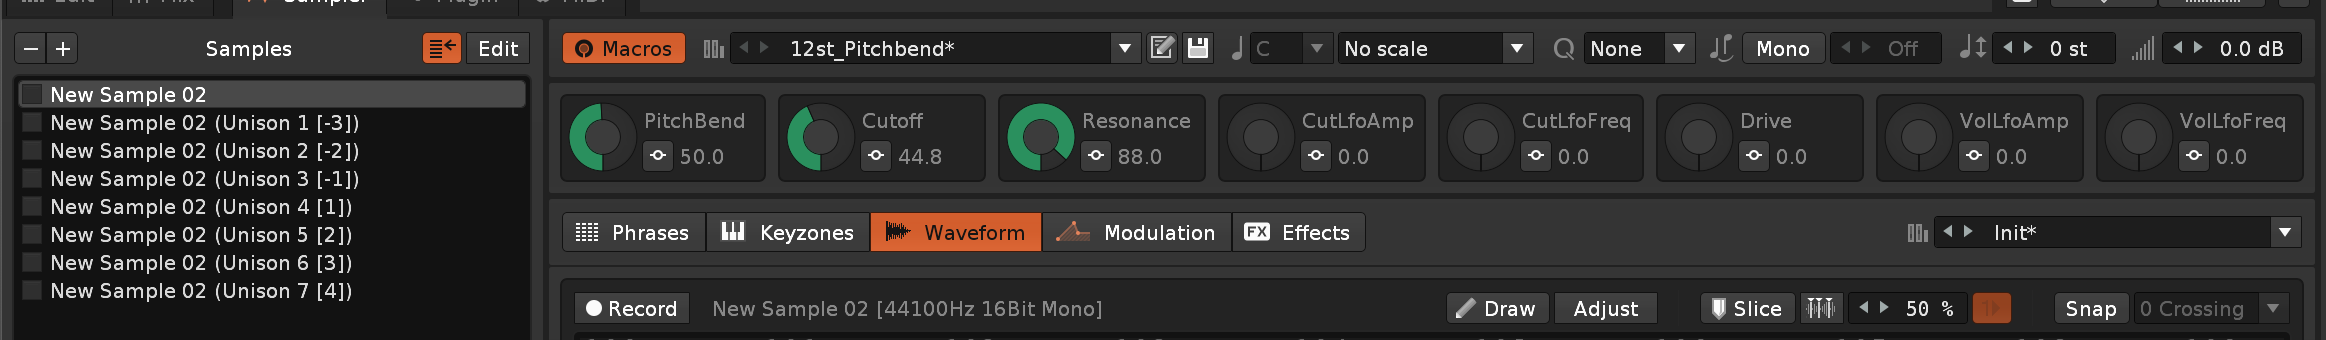 Samples Edit
New Sample 02
New Sample 02 (Unison 1 [-3])
New Sample 02 (Unison 2 [-2])
New Sample 02 (Unison 3 [-1])
New Sample 02 (Unison 4 [1])
New Sample 02 (Unison 5 [2])
New Sample 02 (Unison 6 [3])
New Sample 02 (Unison 7 [4])
Macros 12st_Pitchbend* C No scale None Mono Off 0 st 0.0 dB
PitchBend Cutoff Resonance CutLfoAmp CutLfoFreq Drive VolLfoAmp VolLfoFreq
50.0 44.8 88.0 0.0 0.0 0.0 0.0 0.0
Phrases Keyzones Waveform Modulation FX Effects Init*
Record New Sample 02 [44100Hz 16Bit Mono] Draw Adjust Slice 50 % Snap 0 Crossing